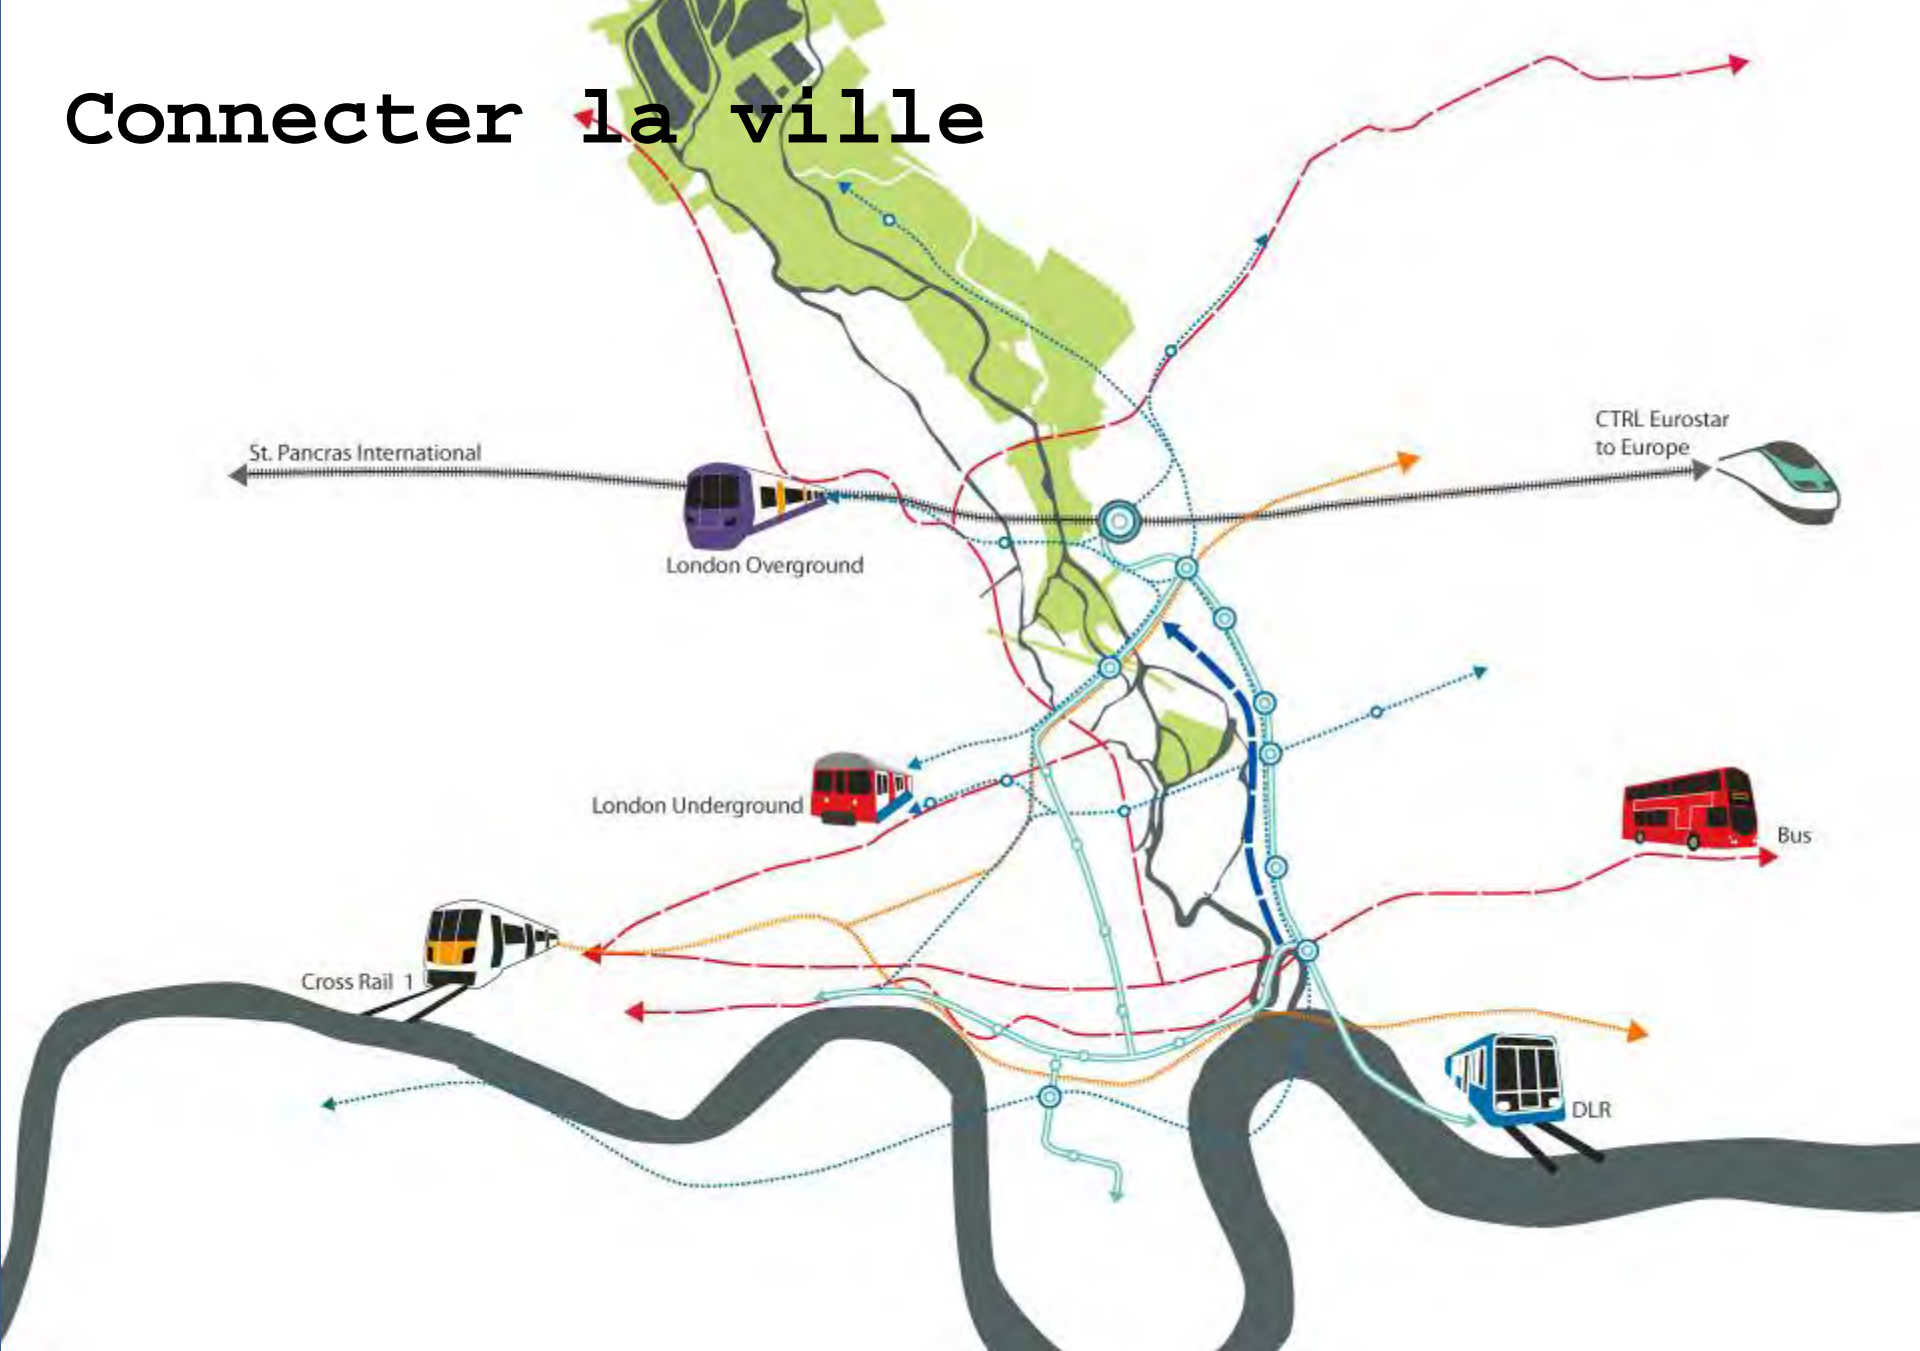 Connecter la ville
St. Pancras International
CTRL Eurostar
to Europe
London Overground
London Underground
Bus
Cross Rail 1
DLR